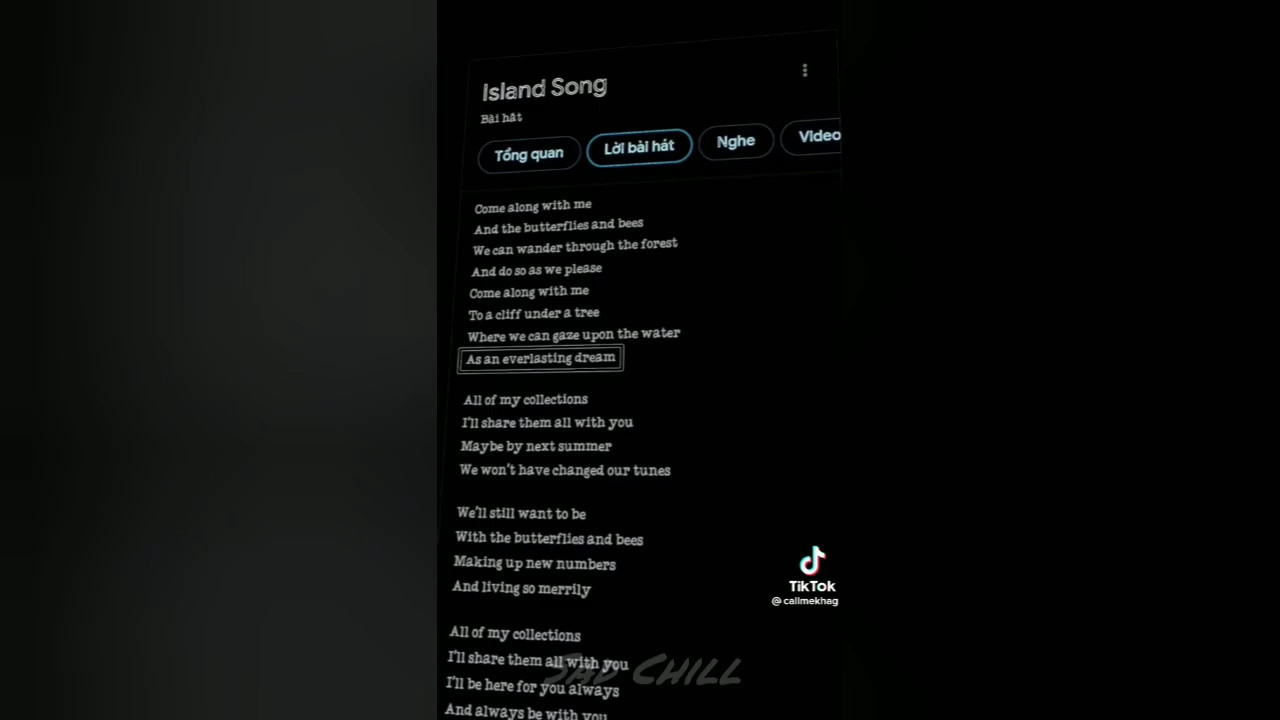 Island Song
Bài hát
Tổng quan
Lời bài hát
Nghe
Video
Come along with me
And the butterflies and bees
We can wander through the forest
And do so as we please
Come along with me
To a cliff under a tree
Where we can gaze upon the water
As an everlasting dream
All of my collections
I'll share them all with you
Maybe by next summer
We won't have changed our tunes
We'll still want to be
With the butterflies and bees
Making up new numbers
And living so merrily
All of my collections
I'll share them all with you
I'll be here for you always
And always be with you
SAD CHILL
TikTok
@callmekhag